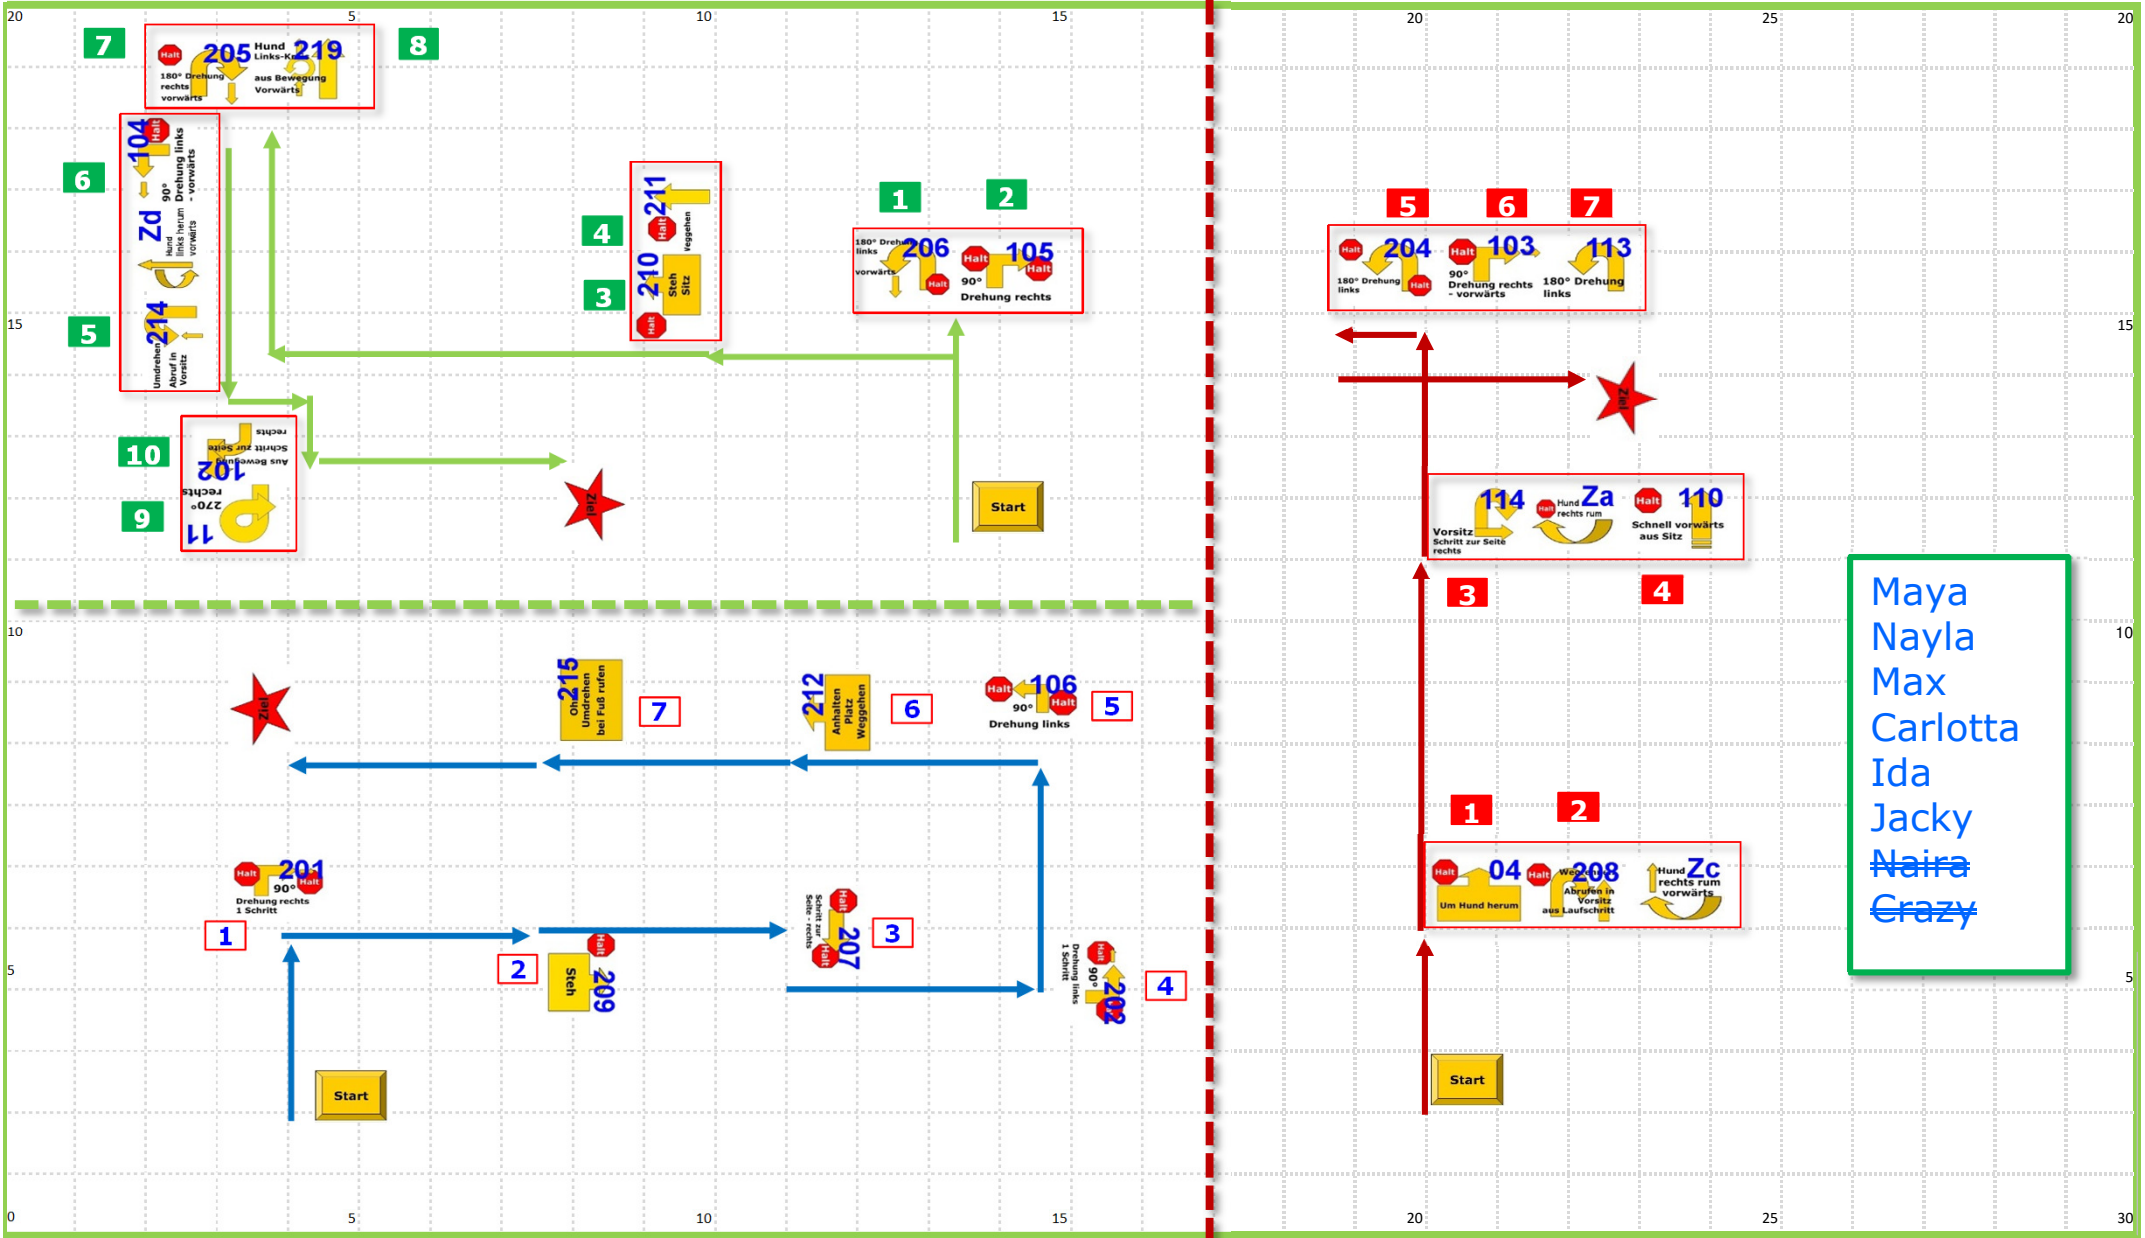 20
5
10
15
20
25
20
7
Halt
205
180° Drehung
rechts
vorwärts
Hund
219
aus Bewegung
Vorwärts
8
6
104
Halt
90°
Drehung links
- vorwärts
Zd
Hund
links herum
vorwärts
5
214
Umdrehen
Abruf in
Vorsitz
4
211
Halt
3
210
Steh
Sitz
Halt
1
2
180° Drehung
links
vorwärts
206
Halt
Halt
105
Halt
90°
Drehung rechts
5
6
7
Halt
204
180° Drehung
links
Halt
Halt
103
90°
Drehung rechts
- vorwärts
113
180° Drehung
links
15
15
Ziel
10
rechts
Schritt zur Seite
Aus Bewegung
102
9
rechts
270°
11
Ziel
Start
114
Vorsitz
Schritt zur Seite
rechts
Halt
Hund
rechts rum
Za
Halt
110
Schnell vorwärts
aus Sitz
3
4
10
10
Maya
Nayla
Max
Carlotta
Ida
Jacky
Naira
Crazy
Ziel
215
Umdrehen
bei Fuß rufen
7
212
Anhalten
Platz
Weggehen
6
Halt
106
Halt
90°
Drehung links
5
1
2
Halt
04
Um Hund herum
Halt
208
Abrufen in
Vorsitz
aus Laufschritt
Hund
Zc
rechts rum
vorwärts
Halt
201
90°
Halt
Drehung rechts
1 Schritt
1
2
Halt
Steh
209
Schritt zur
Seite - rechts
Halt
207
Halt
3
Drehung links
1 Schritt
Halt
90°
202
4
5
5
Start
Start
0
5
10
15
20
25
30